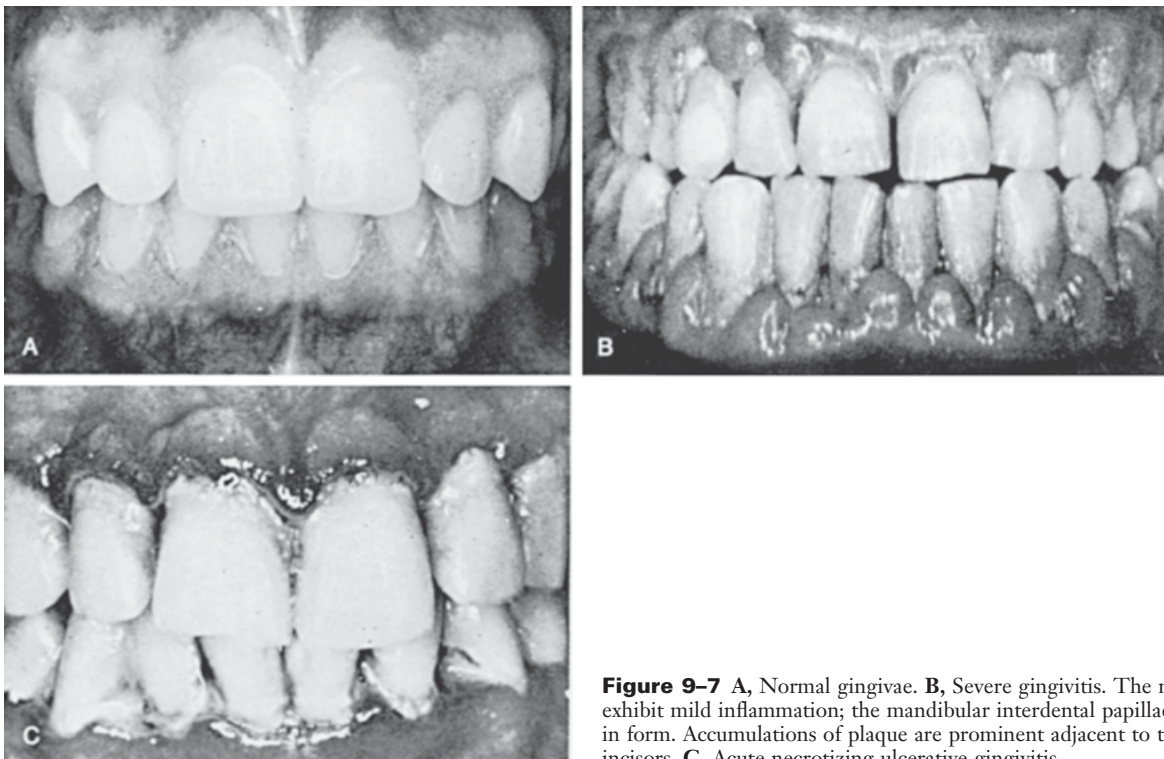 A
B
C
Figure 9–7 A, Normal gingivae. B, Severe gingivitis. The
exhibit mild inflammation; the mandibular interdental papillae
in form. Accumulations of plaque are prominent adjacent to
incisors. C, Acute necrotizing ulcerative gingivitis.